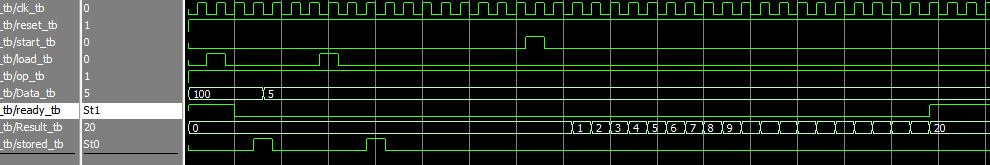 _tb/clk_tb 0
_tb/reset_tb 1
_tb/start_tb 0
_tb/load_tb 0
_tb/op_tb 1
_tb/Data_tb 5 100 5
_tb/ready_tb St1
_tb/Result_tb 20 0 1 2 3 4 5 6 7 8 9 20
_tb/stored_tb St0